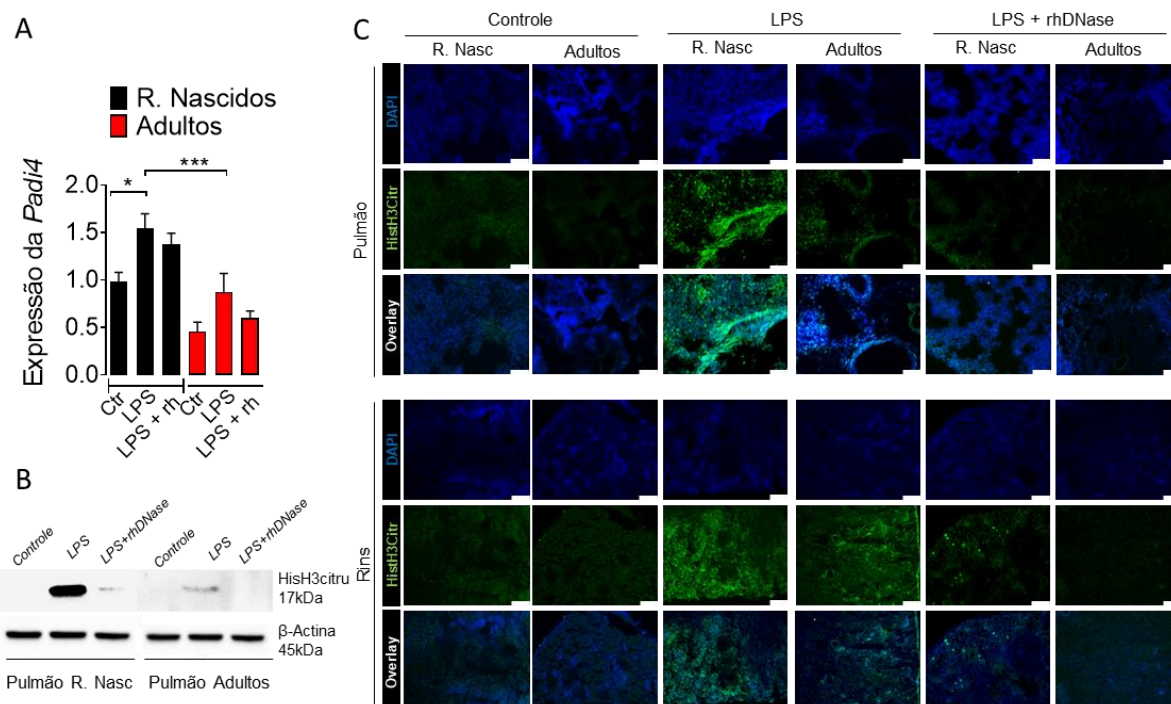 A
R. Nascidos
Adultos
Expressão da Padi4
2.0
1.5
1.0
0.5
0.0
*
***
Ctr
LPS
LPS + rh
Ctr
LPS
LPS + rh
B
Controle
LPS
LPS+rhDNase
Controle
LPS
LPS+rhDNase
HisH3citru
17kDa
β-Actina
45kDa
Pulmão R. Nasc
Pulmão Adultos
C
Controle
LPS
LPS + rhDNase
R. Nasc
Adultos
R. Nasc
Adultos
R. Nasc
Adultos
Pulmão
DAPI
HistH3Citr
Overlay
Rins
DAPI
HistH3Citr
Overlay